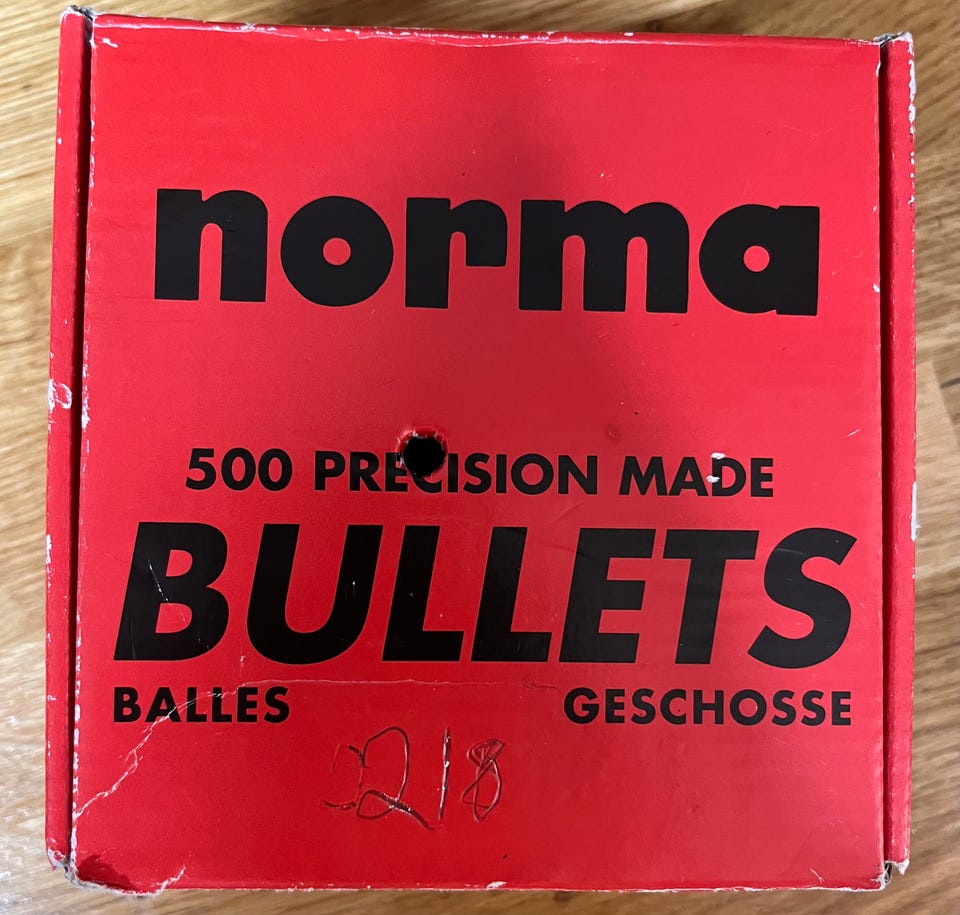 norma
500 PRECISION MADE
BULLETS
BALLES GESCHOSSE
218